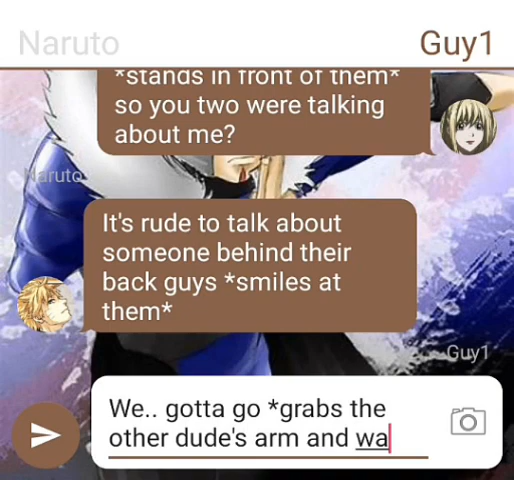 Naruto
Guy1
*stands in front of them*
so you two were talking
about me?
Naruto
It's rude to talk about
someone behind their
back guys *smiles at
them*
Guy1
We.. gotta go *grabs the
other dude's arm and wa